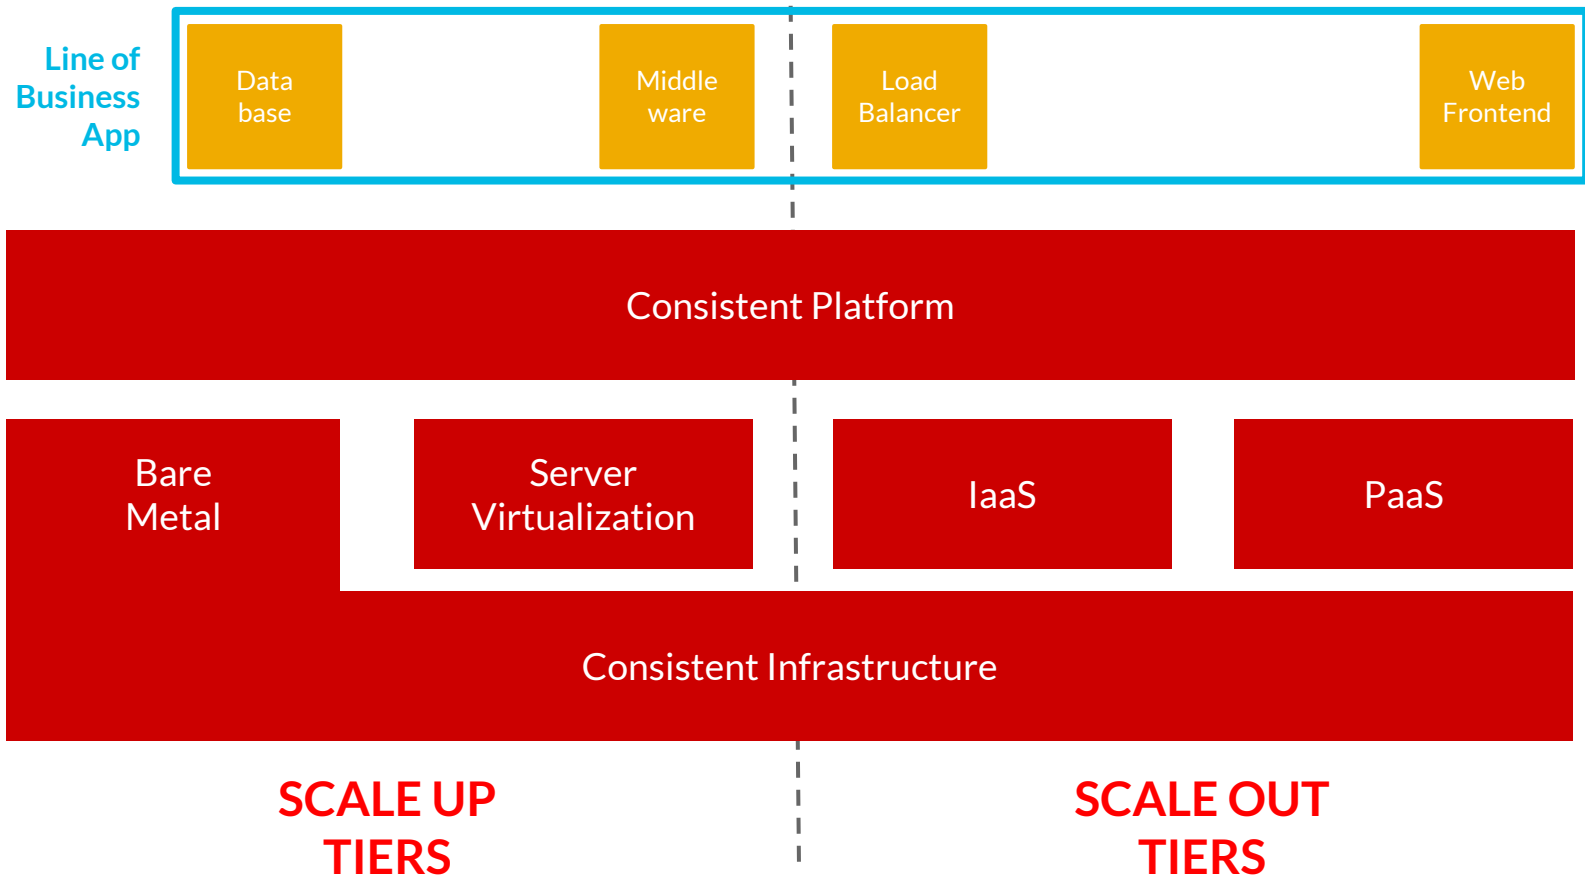 Line of
Business
App
Data
base
Middle
ware
Load
Balancer
Web
Frontend
Consistent Platform
Bare
Metal
Server
Virtualization
IaaS
PaaS
Consistent Infrastructure
SCALE UP
TIERS
SCALE OUT
TIERS